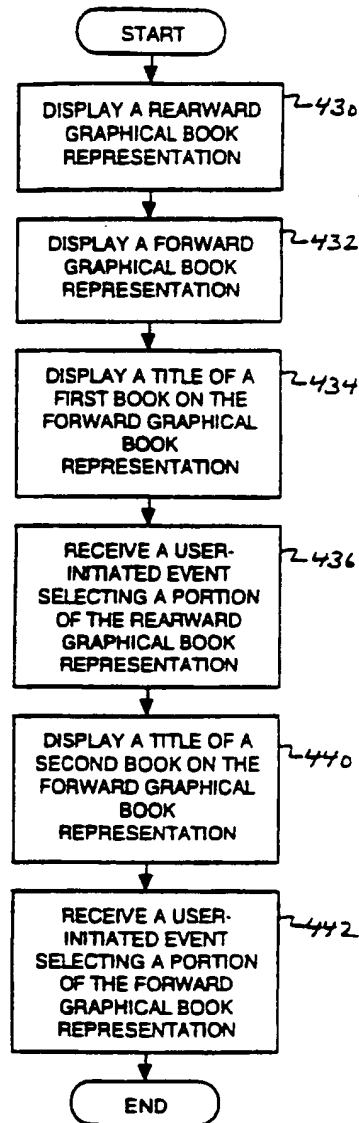 START
DISPLAY A REARWARD
GRAPHICAL BOOK
REPRESENTATION
430
DISPLAY A FORWARD
GRAPHICAL BOOK
REPRESENTATION
432
DISPLAY A TITLE OF A
FIRST BOOK ON THE
FORWARD GRAPHICAL
BOOK
REPRESENTATION
434
RECEIVE A USER-
INITIATED EVENT
SELECTING A PORTION
OF THE REARWARD
GRAPHICAL BOOK
REPRESENTATION
436
DISPLAY A TITLE OF A
SECOND BOOK ON THE
FORWARD GRAPHICAL
BOOK
REPRESENTATION
440
RECEIVE A USER-
INITIATED EVENT
SELECTING A PORTION
OF THE FORWARD
GRAPHICAL BOOK
REPRESENTATION
442
END